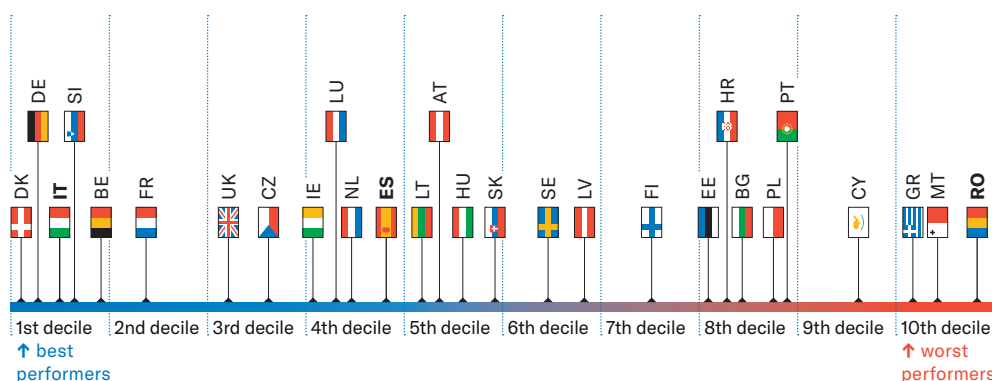 DE SI LU AT HR PT
DK IT BE FR UK CZ IE NL ES LT HU SK SE LV FI EE BG PL CY GR MT RO
1st decile 2nd decile 3rd decile 4th decile 5th decile 6th decile 7th decile 8th decile 9th decile 10th decile
↑ best ↑ worst
performers performers